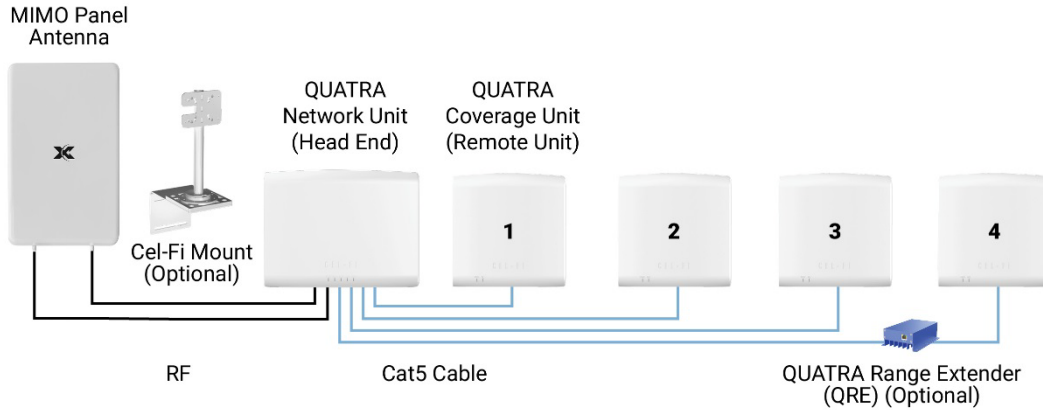 MIMO Panel
Antenna
QUATRA
Network Unit
(Head End)
QUATRA
Coverage Unit
(Remote Unit)
1
2
3
4
Cel-Fi Mount
(Optional)
RF
Cat5 Cable
QUATRA Range Extender
(QRE) (Optional)